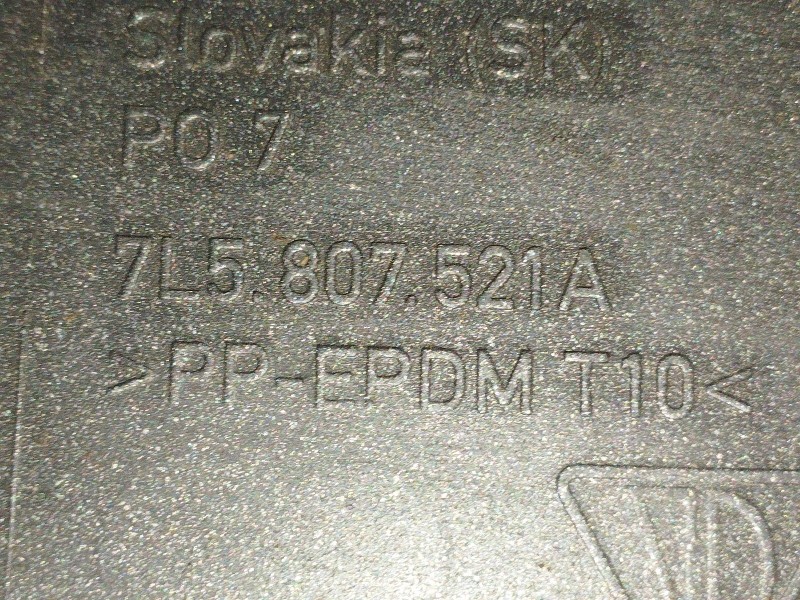 Slovakia (SK)
PO 7
7L5.807.521A
>PP-EPDM T10<